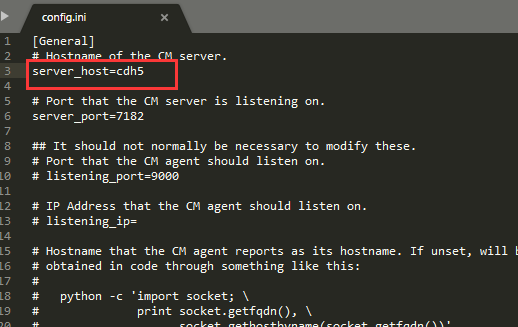 config.ini
1 [General]
2 # Hostname of the CM server.
3 server_host=cdh5
4
5 # Port that the CM server is listening on.
6 server_port=7182
7
8 ## It should not normally be necessary to modify these.
9 # Port that the CM agent should listen on.
10 # listening_port=9000
11
12 # IP Address that the CM agent should listen on.
13 # listening_ip=
14
15 # Hostname that the CM agent reports as its hostname. If unset, will b
16 # obtained in code through something like this:
17 #
18 #   python -c 'import socket; \
19 #              print socket.getfqdn(), \
20 #                    socket.gethostbyname(socket.getfqdn())'